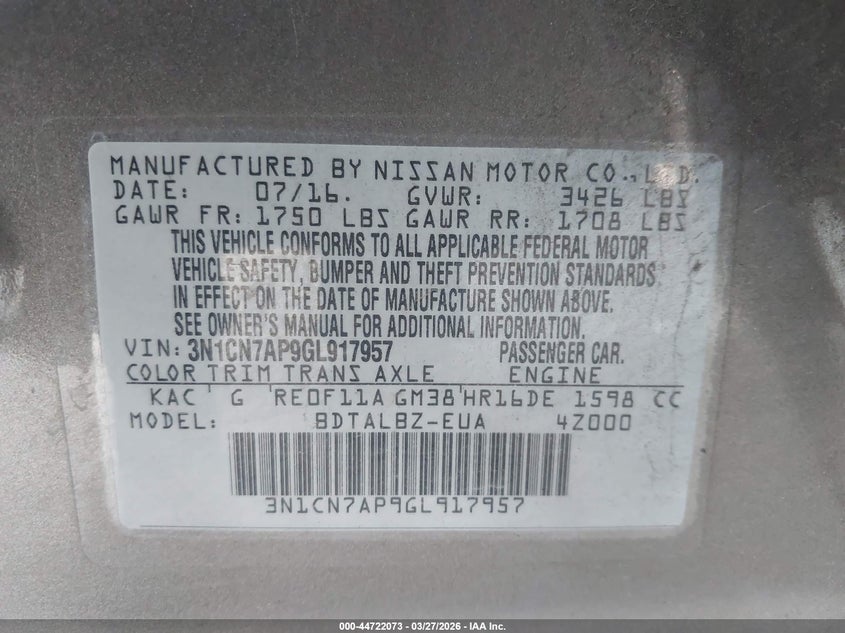 MANUFACTURED BY NISSAN MOTOR CO., LTD.
DATE: 07/16. GVWR: 3426 LBS
GAWR FR: 1750 LBS GAWR RR: 1708 LBS
THIS VEHICLE CONFORMS TO ALL APPLICABLE FEDERAL MOTOR
VEHICLE SAFETY, BUMPER AND THEFT PREVENTION STANDARDS
IN EFFECT ON THE DATE OF MANUFACTURE SHOWN ABOVE.
SEE OWNER'S MANUAL FOR ADDITIONAL INFORMATION.
VIN: 3N1CN7AP9GL917957 PASSENGER CAR.
COLOR TRIM TRANS AXLE ENGINE
KAC G RE0F11A GM38 HR16DE 1598 CC
MODEL: BDTALBZ-EUA 4Z000
3N1CN7AP9GL917957
000-44722073 — 03/27/2026 — IAA Inc.